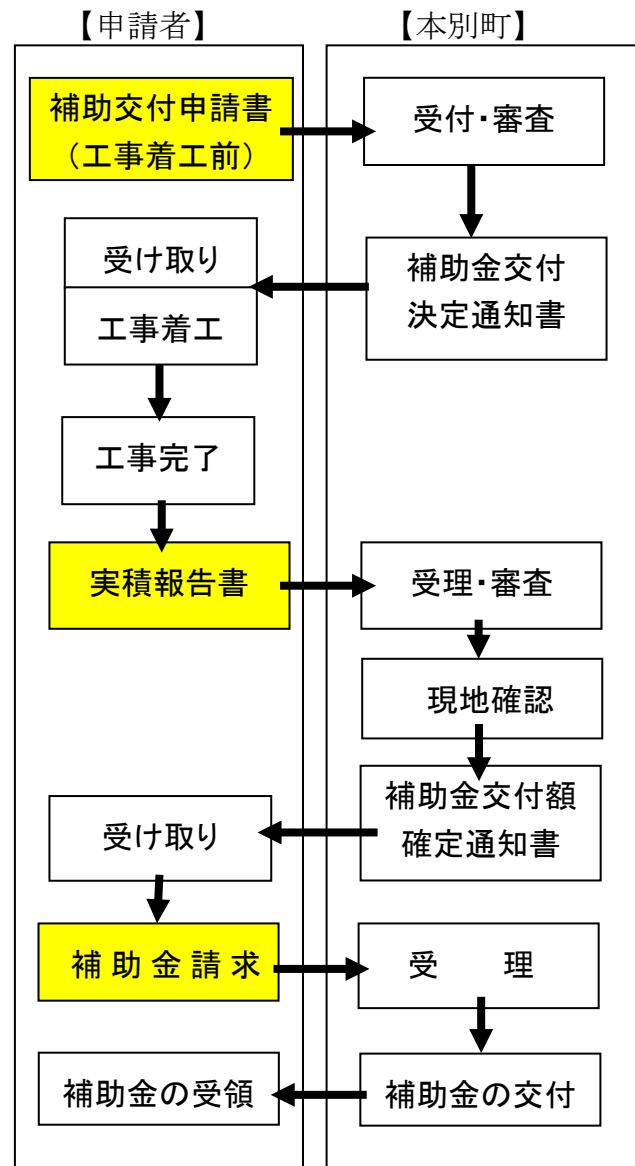 【申請者】
【本別町】
補助交付申請書
（工事着工前）
受付・審査
補助金交付
決定通知書
受け取り
工事着工
工事完了
実積報告書
受理・審査
現地確認
補助金交付額
確定通知書
受け取り
補助金請求
受　理
補助金の交付
補助金の受領